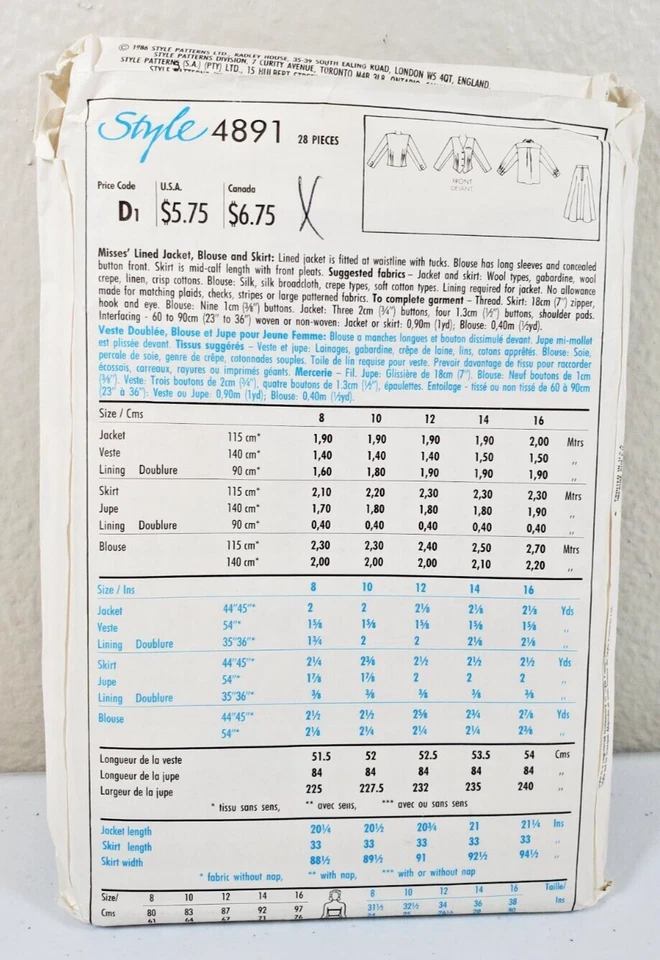 © 1986 STYLE PATTERNS LTD., RADLEY HOUSE, 35-39 SOUTH EALING ROAD, LONDON W5 4QT, ENGLAND.
STYLE PATTERNS DIVISION, 7 CURITY AVENUE, TORONTO M4B 3L8, ONTARIO
STYLE PATTERNS (S.A.) (PTY) LTD., 15 HULBERT
Style 4891 28 PIECES
FRONT
DEVANT
Price Code U.S.A. Canada
D1 $5.75 $6.75 X
Misses' Lined Jacket, Blouse and Skirt: Lined jacket is fitted at waistline with tucks. Blouse has long sleeves and concealed
button front. Skirt is mid-calf length with front pleats. Suggested fabrics – Jacket and skirt: Wool types, gabardine, wool
crepe, linen, crisp cottons. Blouse: Silk, silk broadcloth, crepe types, soft cotton types. Lining required for jacket. No allowance
made for matching plaids, checks, stripes or large patterned fabrics. To complete garment – Thread. Skirt: 18cm (7") zipper,
hook and eye. Blouse: Nine 1cm (⅜") buttons. Jacket: Three 2cm (¾") buttons, four 1.3cm (½") buttons, shoulder pads.
Interfacing - 60 to 90cm (23" to 36") woven or non-woven: Jacket or skirt: 0,90m (1yd); Blouse: 0,40m (½yd).
Veste Doublée, Blouse et Jupe pour Jeune Femme: Blouse a manches longues et bouton dissimulé devant. Jupe mi-mollet
est plissée devant. Tissus suggérés – Veste et jupe: Lainages, gabardine, crêpe de laine, lins, cotons apprêtés. Blouse: Soie,
percale de soie, genre de crêpe, cotonnades souples. Toile de lin requise pour veste. Prevoir davantage de tissu pour raccorder
écossais, carreaux, rayures ou imprimés géants. Mercerie – Fil. Jupe: Glissière de 18cm (7"). Blouse: Neuf boutons de 1cm
(⅜"). Veste: Trois boutons de 2cm (¾"), quatre boutons de 1.3cm (½"), épaulettes. Entoilage - tissé ou non tissé de 60 à 90cm
(23" à 36"): Veste ou Jupe: 0,90m (1yd); Blouse: 0,40m (½yd).
Size / Cms 8 10 12 14 16
Jacket 115 cm* 1,90 1,90 1,90 1,90 2,00 Mtrs
Veste 140 cm* 1,40 1,40 1,40 1,50 1,50 ,,
Lining Doublure 90 cm* 1,60 1,80 1,90 1,90 1,90 ,,
Skirt 115 cm* 2,10 2,20 2,30 2,30 2,30 Mtrs
Jupe 140 cm* 1,70 1,80 1,80 1,80 1,90 ,,
Lining Doublure 90 cm* 0,40 0,40 0,40 0,40 0,40 ,,
Blouse 115 cm* 2,30 2,30 2,40 2,50 2,70 Mtrs
140 cm* 2,00 2,00 2,00 2,10 2,20 ,,
Size / Ins 8 10 12 14 16
Jacket 44"45"* 2 2 2⅛ 2⅛ 2⅛ Yds
Veste 54"* 1⅝ 1⅝ 1⅝ 1⅝ 1⅝ ,,
Lining Doublure 35"36"* 1¾ 2 2 2⅛ 2⅛ ,,
Skirt 44"45"* 2¼ 2⅜ 2½ 2½ 2½ Yds
Jupe 54"* 1⅞ 1⅞ 2 2 2 ,,
Lining Doublure 35"36"* ⅜ ⅜ ⅜ ⅜ ⅜ ,,
Blouse 44"45"* 2½ 2½ 2⅝ 2¾ 2⅞ Yds
54"* 2⅛ 2¼ 2¼ 2¼ 2⅜ ,,
Longueur de la veste 51.5 52 52.5 53.5 54 Cms
Longueur de la jupe 84 84 84 84 84 ,,
Largeur de la jupe 225 227.5 232 235 240 ,,
* tissu sans sens, ** avec sens, *** avec ou sans sens
Jacket length 20¼ 20½ 20¾ 21 21¼ Ins
Skirt length 33 33 33 33 33 ,,
Skirt width 88½ 89½ 91 92½ 94½ ,,
* fabric without nap, ** with nap, *** with or without nap
Size/ 8 10 12 14 16 8 10 12 14 16 Taille/
Cms 80 83 87 92 97 31½ 32½ 34 36 38 Ins